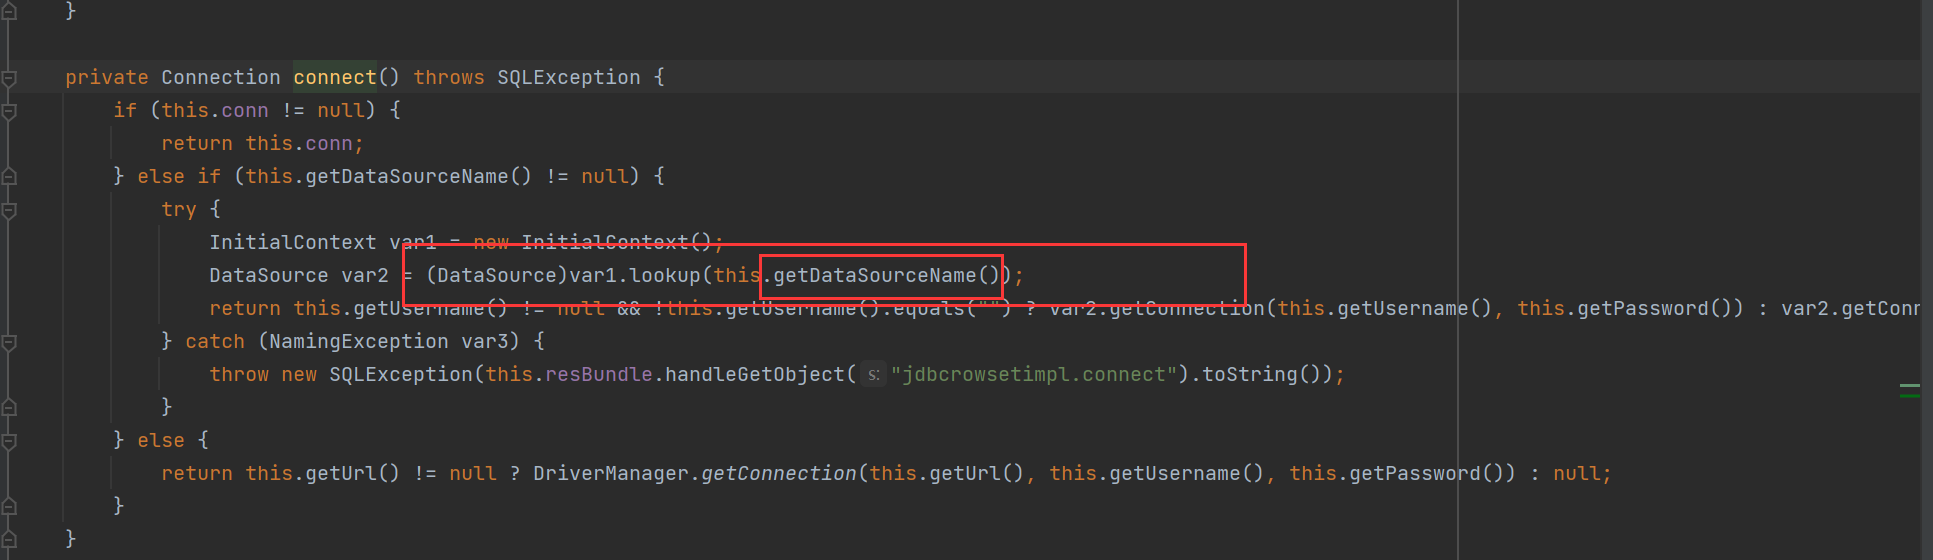 }
private Connection connect() throws SQLException {
if (this.conn != null) {
return this.conn;
} else if (this.getDataSourceName() != null) {
try {
InitialContext var1 = new InitialContext();
DataSource var2 = (DataSource)var1.lookup(this.getDataSourceName());
return this.getUsername() != null && !this.getUsername().equals("") ? var2.getConnection(this.getUsername(), this.getPassword()) : var2.getConn
} catch (NamingException var3) {
throw new SQLException(this.resBundle.handleGetObject( s: "jdbcrowsetimpl.connect").toString());
}
} else {
return this.getUrl() != null ? DriverManager.getConnection(this.getUrl(), this.getUsername(), this.getPassword()) : null;
}
}